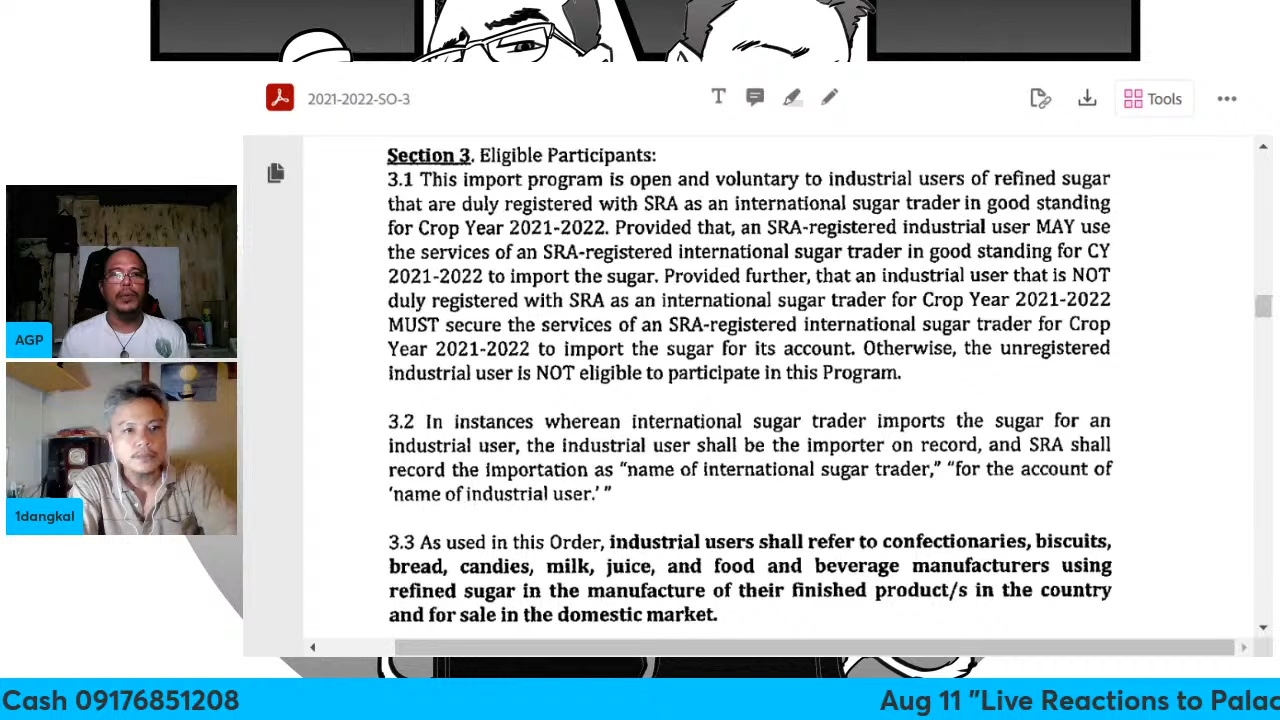 2021-2022-SO-3
Tools
Section 3. Eligible Participants:
3.1 This import program is open and voluntary to industrial users of refined sugar
that are duly registered with SRA as an international sugar trader in good standing
for Crop Year 2021-2022. Provided that, an SRA-registered industrial user MAY use
the services of an SRA-registered international sugar trader in good standing for CY
2021-2022 to import the sugar. Provided further, that an industrial user that is NOT
duly registered with SRA as an international sugar trader for Crop Year 2021-2022
MUST secure the services of an SRA-registered international sugar trader for Crop
Year 2021-2022 to import the sugar for its account. Otherwise, the unregistered
industrial user is NOT eligible to participate in this Program.
3.2 In instances wherean international sugar trader imports the sugar for an
industrial user, the industrial user shall be the importer on record, and SRA shall
record the importation as “name of international sugar trader,” “for the account of
‘name of industrial user.’ ”
3.3 As used in this Order, industrial users shall refer to confectionaries, biscuits,
bread, candies, milk, juice, and food and beverage manufacturers using
refined sugar in the manufacture of their finished product/s in the country
and for sale in the domestic market.
AGP
1dangkal
Cash 09176851208
Aug 11 "Live Reactions to Palac